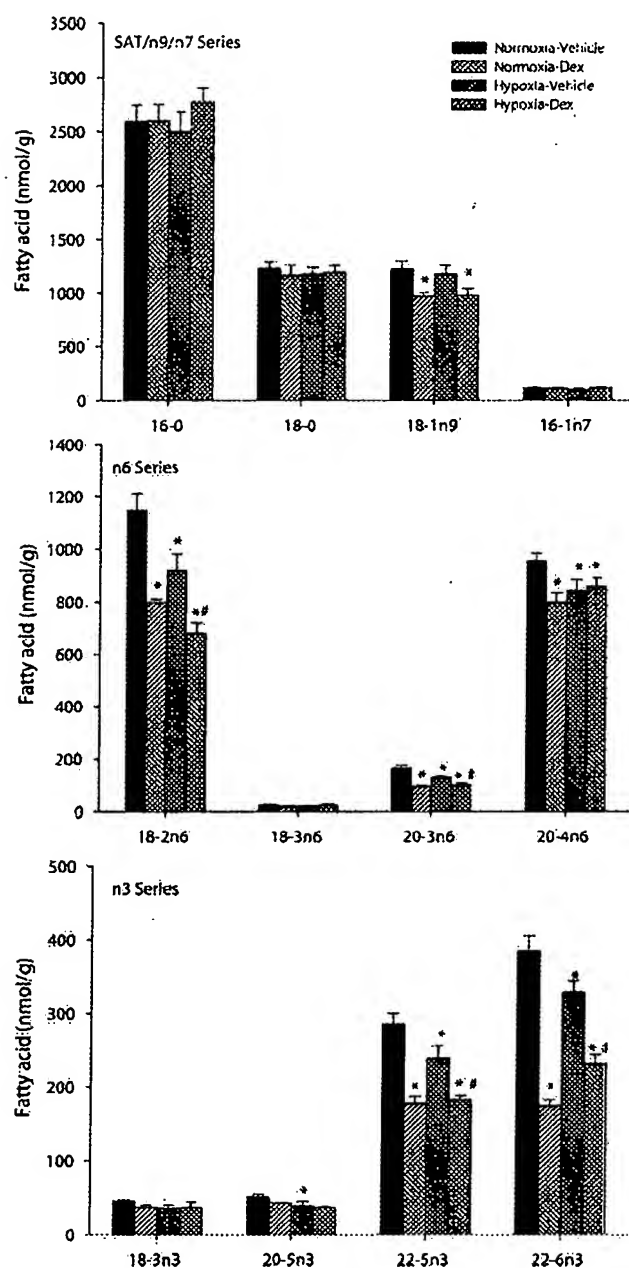 SAT/n9/n7 Series
Normoxia-Vehicle
Normoxia-Dex
Hypoxia-Vehicle
Hypoxia-Dex
Fatty acid (nmol/g)
3500
3000
2500
2000
1500
1000
500
0
* *
16-0 18-0 18-1n9 16-1n7
n6 Series
Fatty acid (nmol/g)
1400
1200
1000
800
600
400
200
0
* * *# * * *# * * *
18-2n6 18-3n6 20-3n6 20-4n6
n3 Series
Fatty acid (nmol/g)
500
400
300
200
100
0
* * * *# * * *#
18-3n3 20-5n3 22-5n3 22-6n3